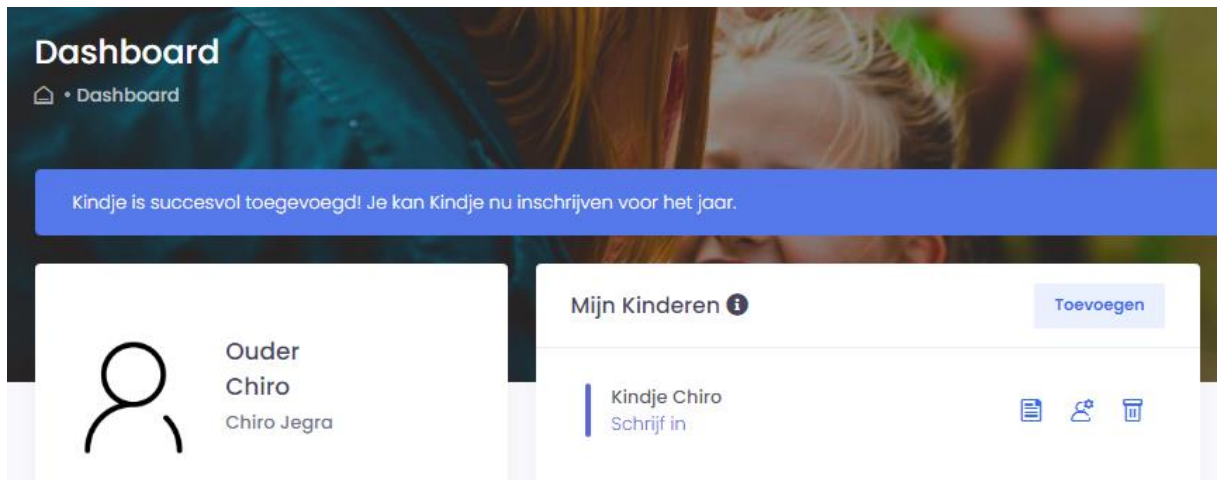 Dashboard
• Dashboard
Kindje is succesvol toegevoegd! Je kan Kindje nu inschrijven voor het jaar.
Ouder
Chiro
Chiro Jegra
Mijn Kinderen
Toevoegen
Kindje Chiro
Schrijf in